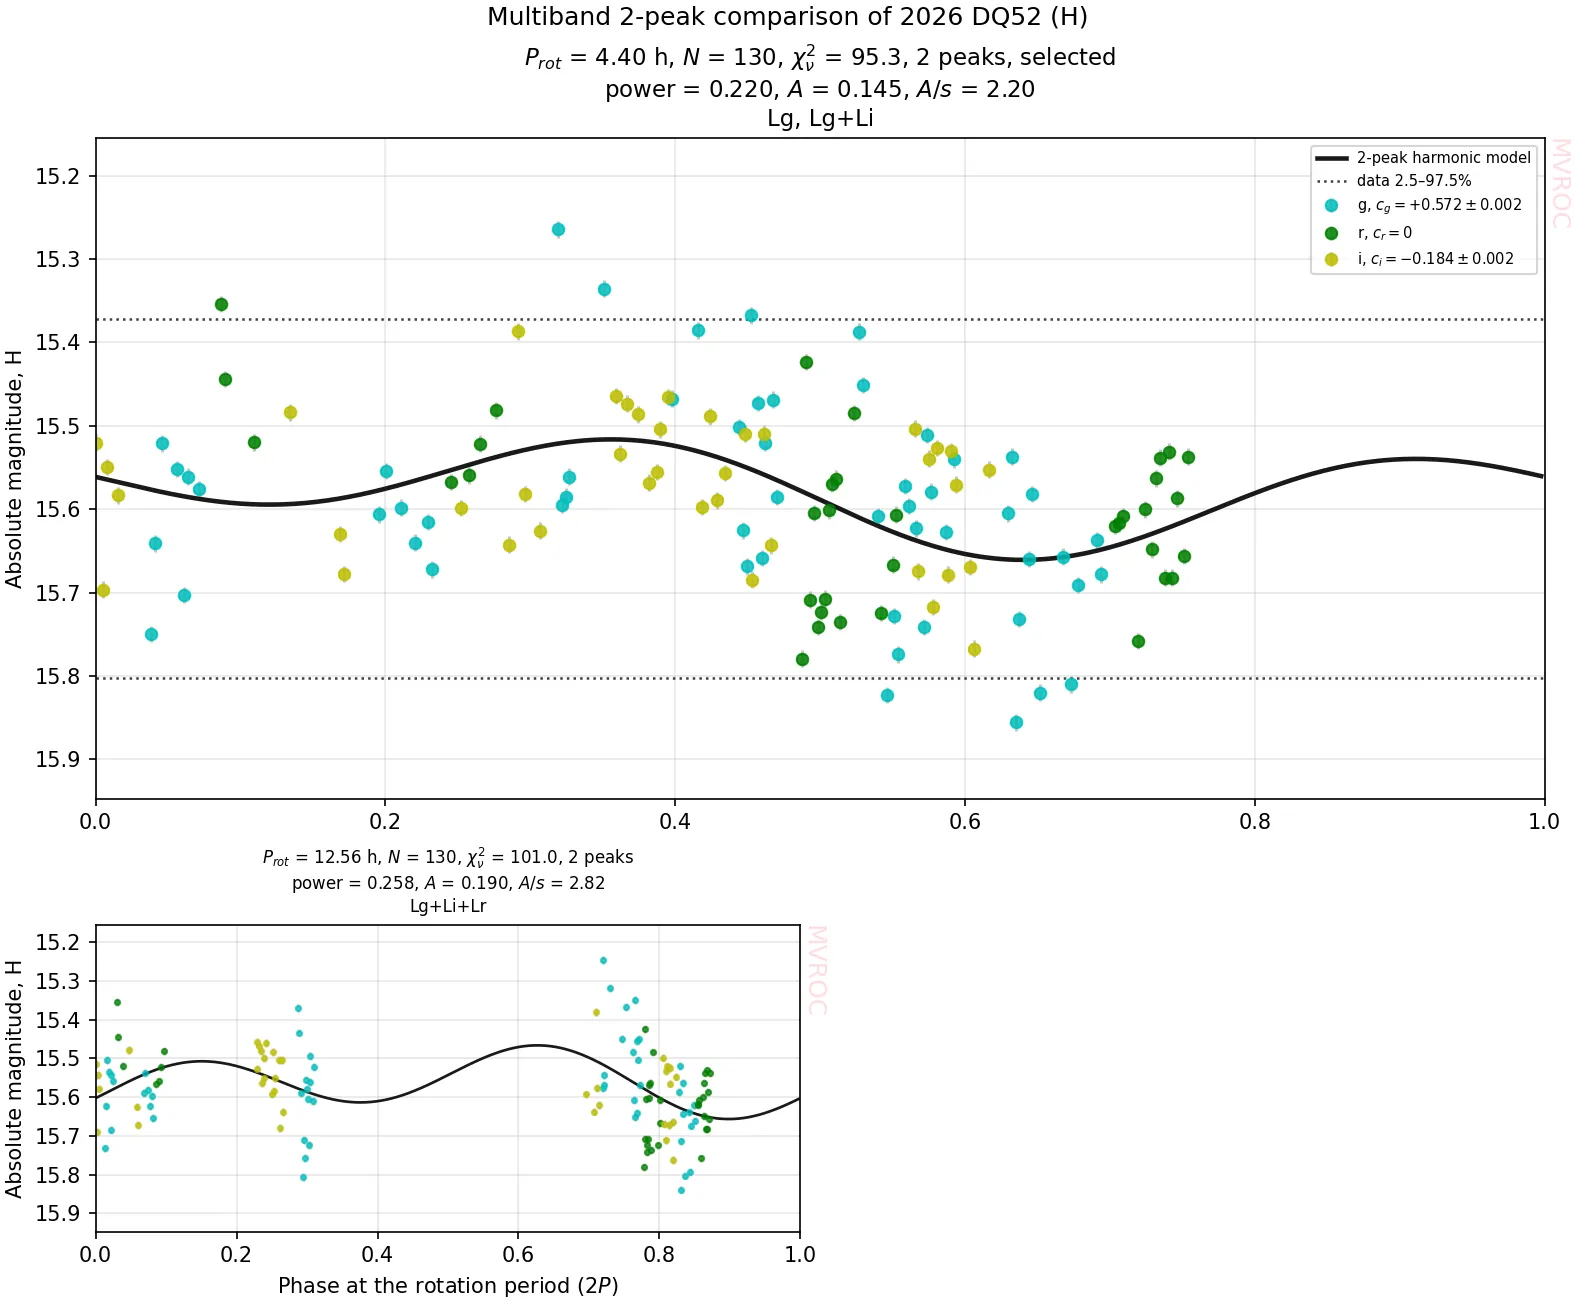 Multiband 2-peak comparison of 2026 DQ52 (H)
P_rot = 4.40 h, N = 130, χ²_ν = 95.3, 2 peaks, selected
power = 0.220, A = 0.145, A/s = 2.20
Lg, Lg+Li
2-peak harmonic model
data 2.5–97.5%
g, c_g = +0.572 ± 0.002
r, c_r = 0
i, c_i = −0.184 ± 0.002
MVROC
Absolute magnitude, H
15.2
15.3
15.4
15.5
15.6
15.7
15.8
15.9
0.0 0.2 0.4 0.6 0.8 1.0
P_rot = 12.56 h, N = 130, χ²_ν = 101.0, 2 peaks
power = 0.258, A = 0.190, A/s = 2.82
Lg+Li+Lr
MVROC
Absolute magnitude, H
15.2
15.3
15.4
15.5
15.6
15.7
15.8
15.9
0.0 0.2 0.4 0.6 0.8 1.0
Phase at the rotation period (2P)